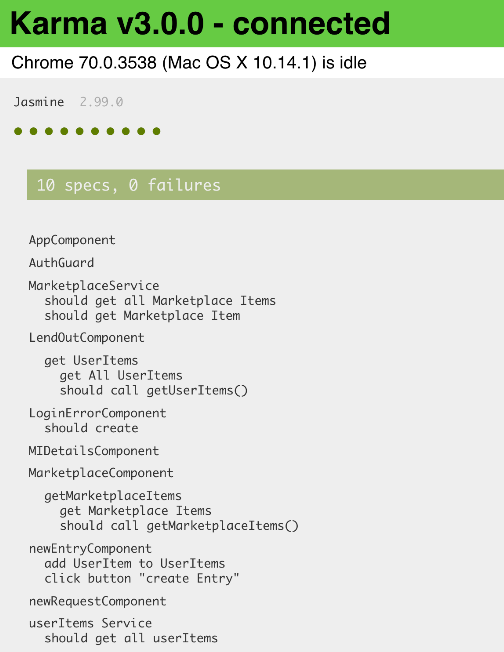 Karma v3.0.0 - connected
Chrome 70.0.3538 (Mac OS X 10.14.1) is idle
Jasmine 2.99.0
10 specs, 0 failures
AppComponent
AuthGuard
MarketplaceService
should get all Marketplace Items
should get Marketplace Item
LendOutComponent
get UserItems
get All UserItems
should call getUserItems()
LoginErrorComponent
should create
MIDetailsComponent
MarketplaceComponent
getMarketplaceItems
get Marketplace Items
should call getMarketplaceItems()
newEntryComponent
add UserItem to UserItems
click button "create Entry"
newRequestComponent
userItems Service
should get all userItems